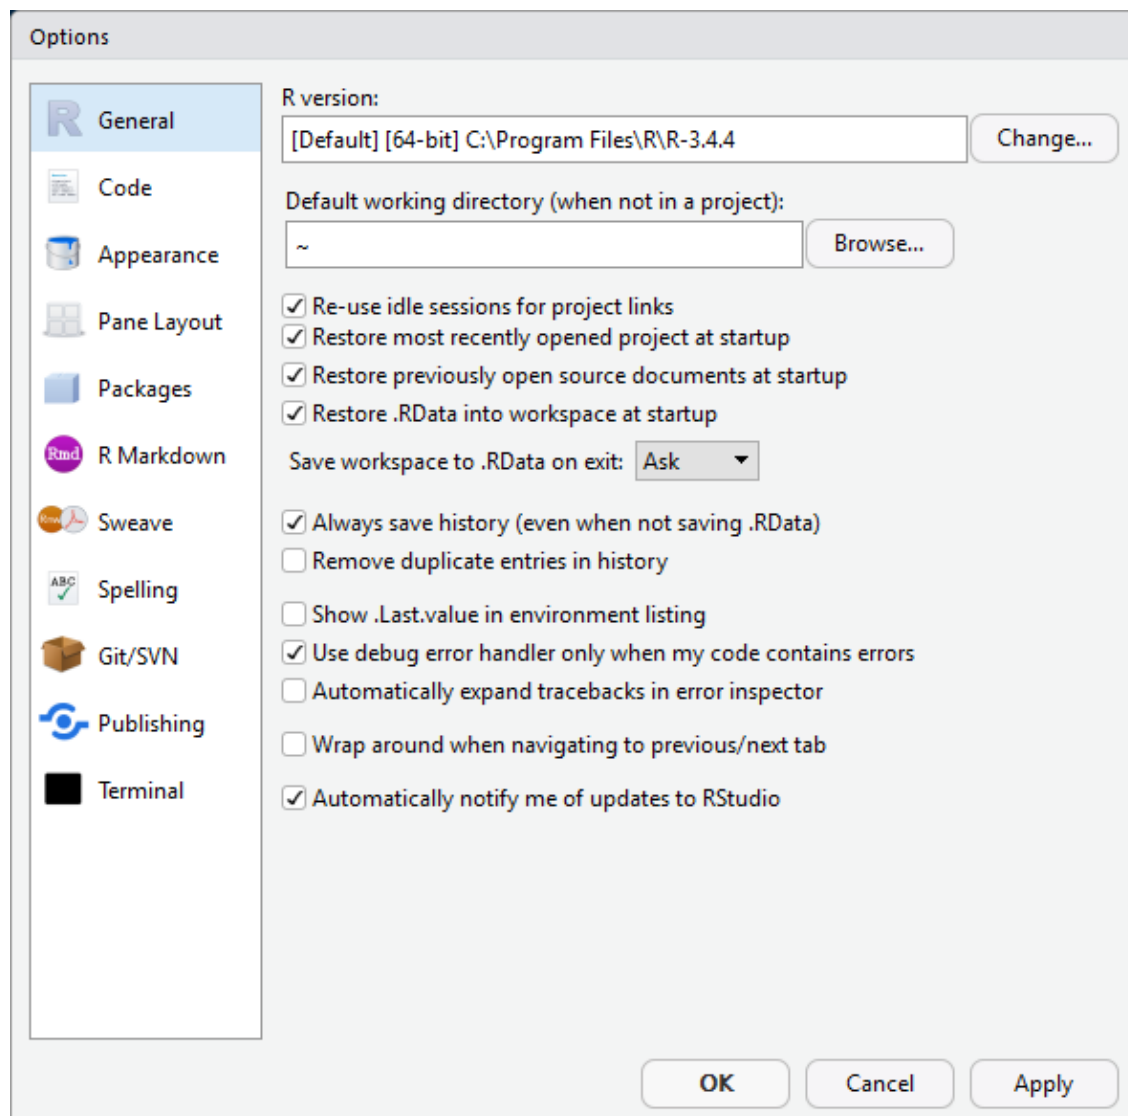 Options
General
Code
Appearance
Pane Layout
Packages
Rmd R Markdown
Rnw Sweave
ABC Spelling
Git/SVN
Publishing
Terminal
R version:
[Default] [64-bit] C:\Program Files\R\R-3.4.4
Change...
Default working directory (when not in a project):
~
Browse...
Re-use idle sessions for project links
Restore most recently opened project at startup
Restore previously open source documents at startup
Restore .RData into workspace at startup
Save workspace to .RData on exit: Ask
Always save history (even when not saving .RData)
Remove duplicate entries in history
Show .Last.value in environment listing
Use debug error handler only when my code contains errors
Automatically expand tracebacks in error inspector
Wrap around when navigating to previous/next tab
Automatically notify me of updates to RStudio
OK Cancel Apply